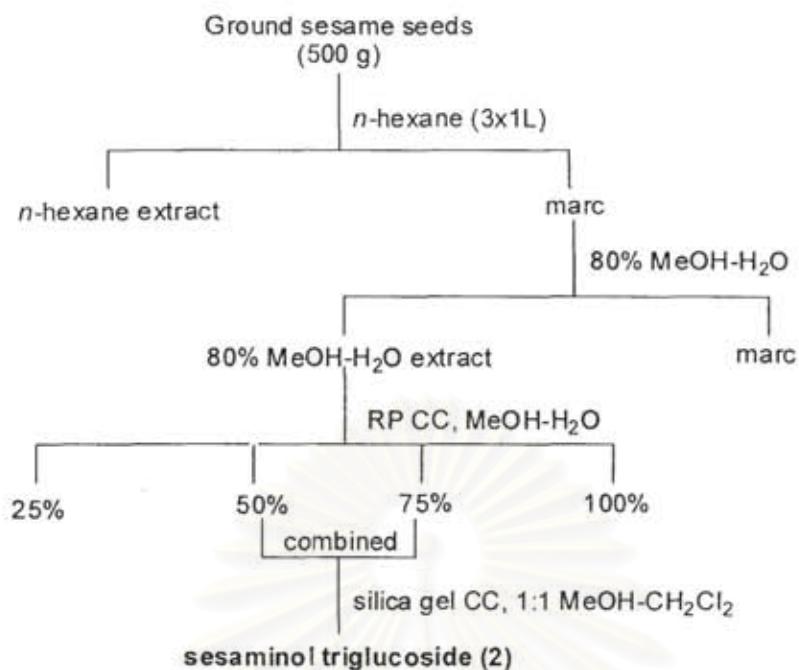 Ground sesame seeds
(500 g)
n-hexane (3x1L)
n-hexane extract
marc
80% MeOH-H₂O
80% MeOH-H₂O extract
marc
RP CC, MeOH-H₂O
25%
50%
75%
100%
combined
silica gel CC, 1:1 MeOH-CH₂Cl₂
sesaminol triglucoside (2)